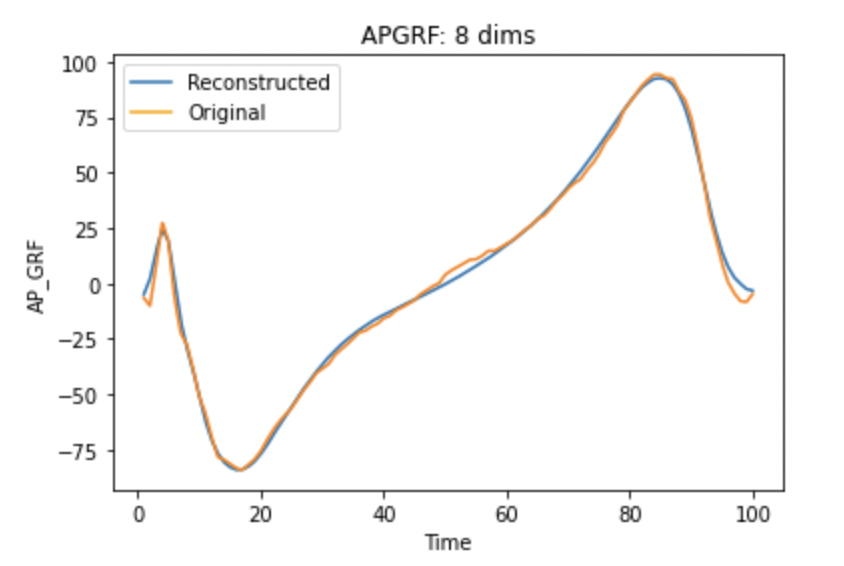 APGRF: 8 dims
100
75
50
25
0
−25
−50
−75
AP_GRF
Reconstructed
Original
0 20 40 60 80 100
Time